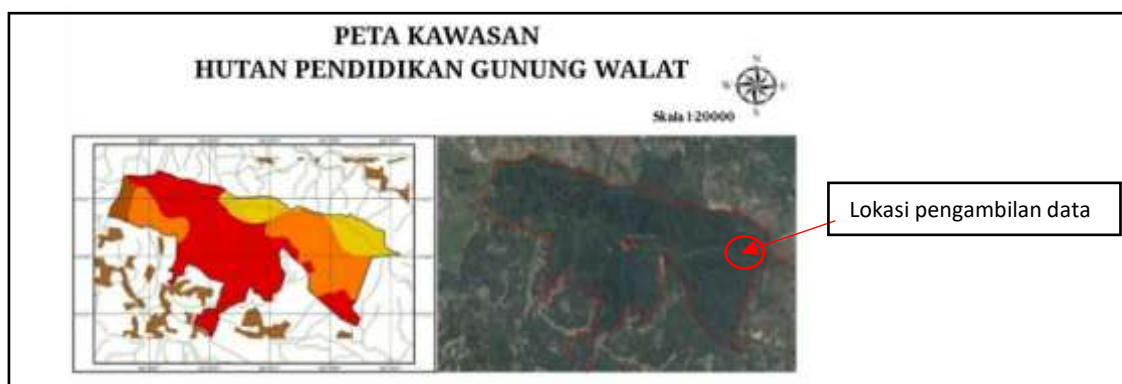 PETA KAWASAN
HUTAN PENDIDIKAN GUNUNG WALAT
N
Skala 1:20000
S
Lokasi pengambilan data